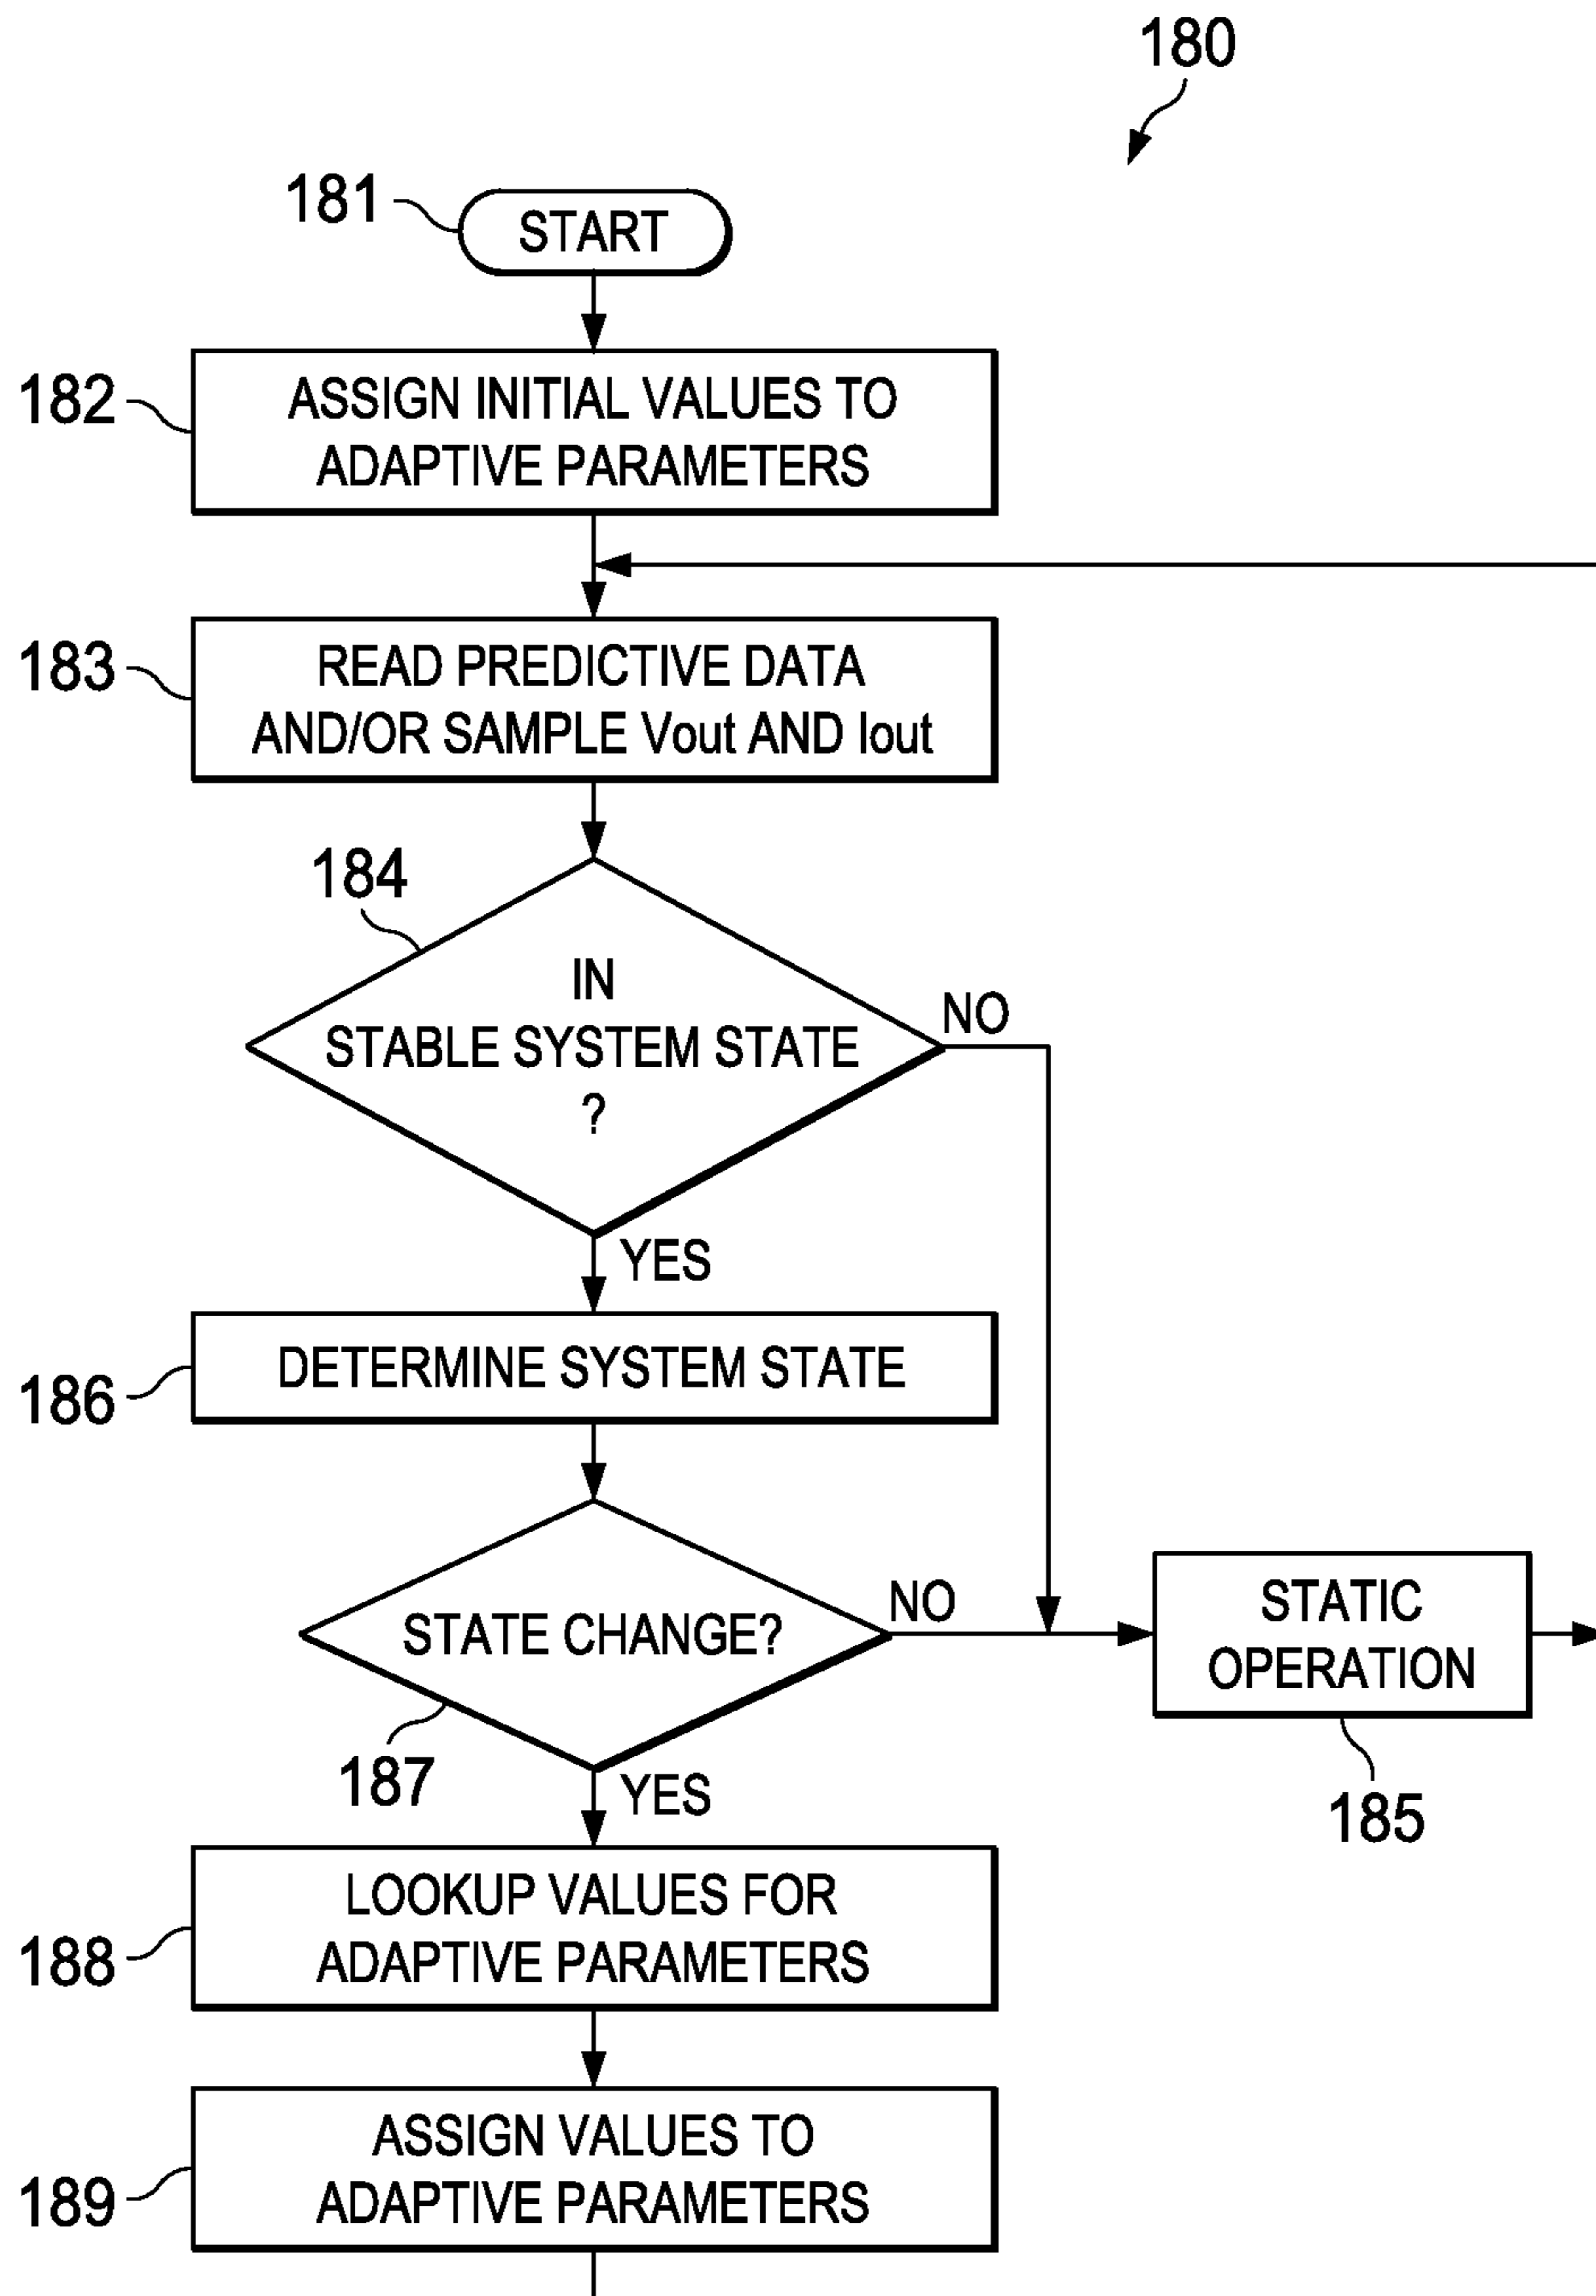 180
181
START
182
ASSIGN INITIAL VALUES TO
ADAPTIVE PARAMETERS
183
READ PREDICTIVE DATA
AND/OR SAMPLE Vout AND Iout
184
IN
STABLE SYSTEM STATE
?
NO
YES
186
DETERMINE SYSTEM STATE
STATE CHANGE?
NO
187
YES
STATIC
OPERATION
185
188
LOOKUP VALUES FOR
ADAPTIVE PARAMETERS
189
ASSIGN VALUES TO
ADAPTIVE PARAMETERS